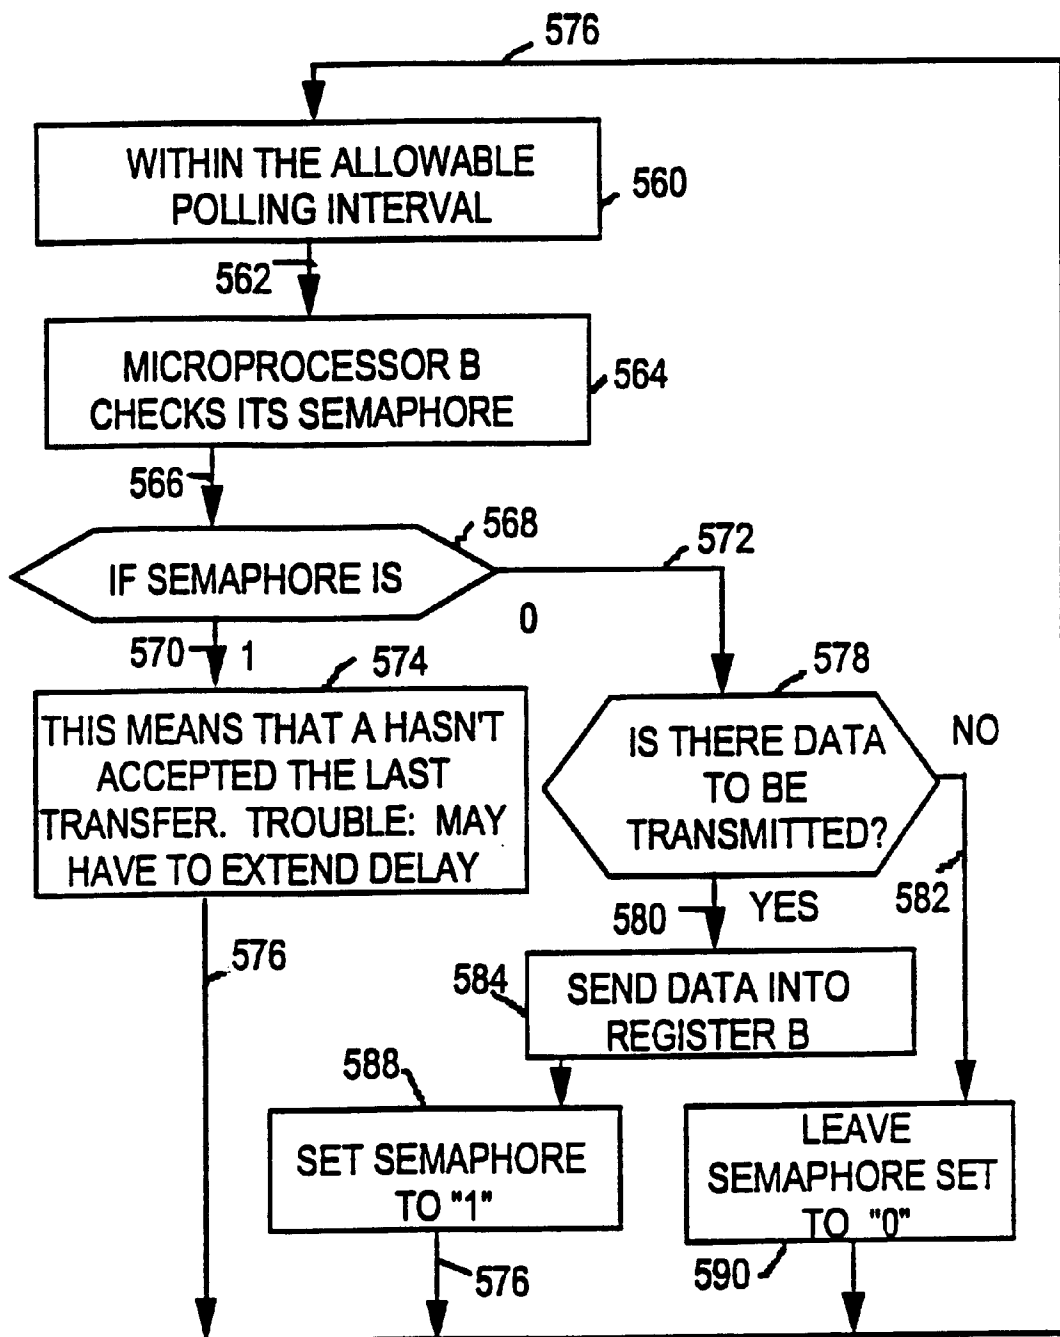 576
WITHIN THE ALLOWABLE
POLLING INTERVAL
560
562
MICROPROCESSOR B
CHECKS ITS SEMAPHORE
564
566
568
IF SEMAPHORE IS
572
0
570
1
574
THIS MEANS THAT A HASN'T
ACCEPTED THE LAST
TRANSFER. TROUBLE: MAY
HAVE TO EXTEND DELAY
578
IS THERE DATA
TO BE
TRANSMITTED?
NO
580
YES
582
576
584
SEND DATA INTO
REGISTER B
588
SET SEMAPHORE
TO "1"
LEAVE
SEMAPHORE SET
TO "0"
576
590